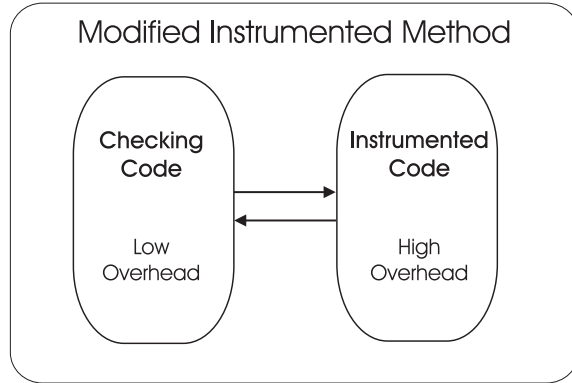 Modified Instrumented Method
Checking
Code
Low
Overhead
Instrumented
Code
High
Overhead